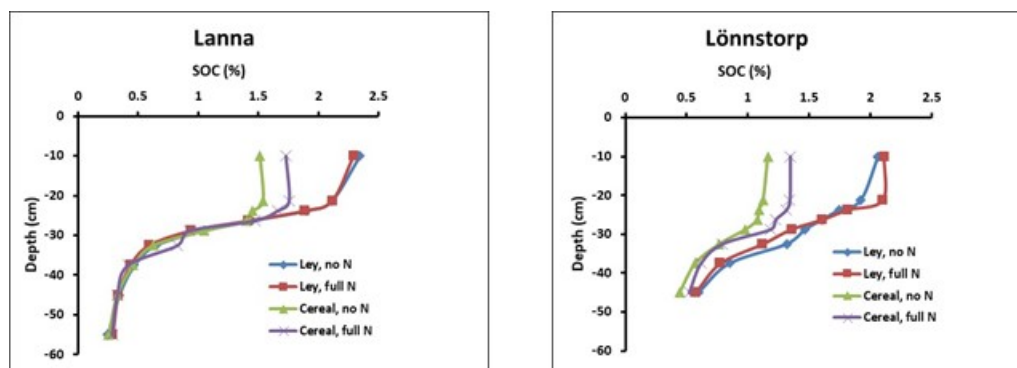 Lanna
SOC (%)
0 0.5 1 1.5 2 2.5
0
-10
-20
-30
-40
-50
-60
Depth (cm)
Ley, no N
Ley, full N
Cereal, no N
Cereal, full N
Lönnstorp
SOC (%)
0 0.5 1 1.5 2 2.5
0
-10
-20
-30
-40
-50
-60
Depth (cm)
Ley, no N
Ley, full N
Cereal, no N
Cereal, full N